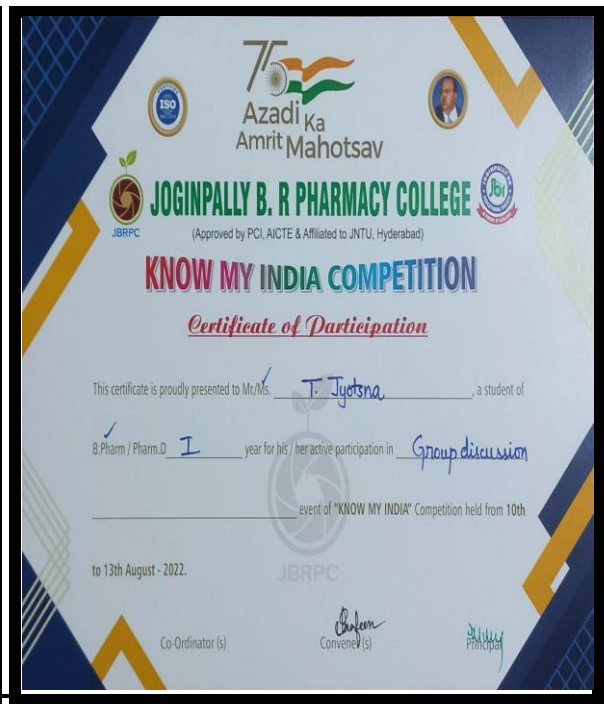 75
Azadi Ka
Amrit Mahotsav
ISO
JOGINPALLY B. R PHARMACY COLLEGE
JBRPC
Jbr
(Approved by PCI, AICTE & Affiliated to JNTU, Hyderabad)
KNOW MY INDIA COMPETITION
Certificate of Participation
This certificate is proudly presented to Mr./Ms. T. Jyotsna, a student of
B.Pharm / Pharm.D I year for his / her active participation in Group discussion
event of "KNOW MY INDIA" Competition held from 10th
to 13th August - 2022.
JBRPC
Co-Ordinator (s) Convener (s) Principal